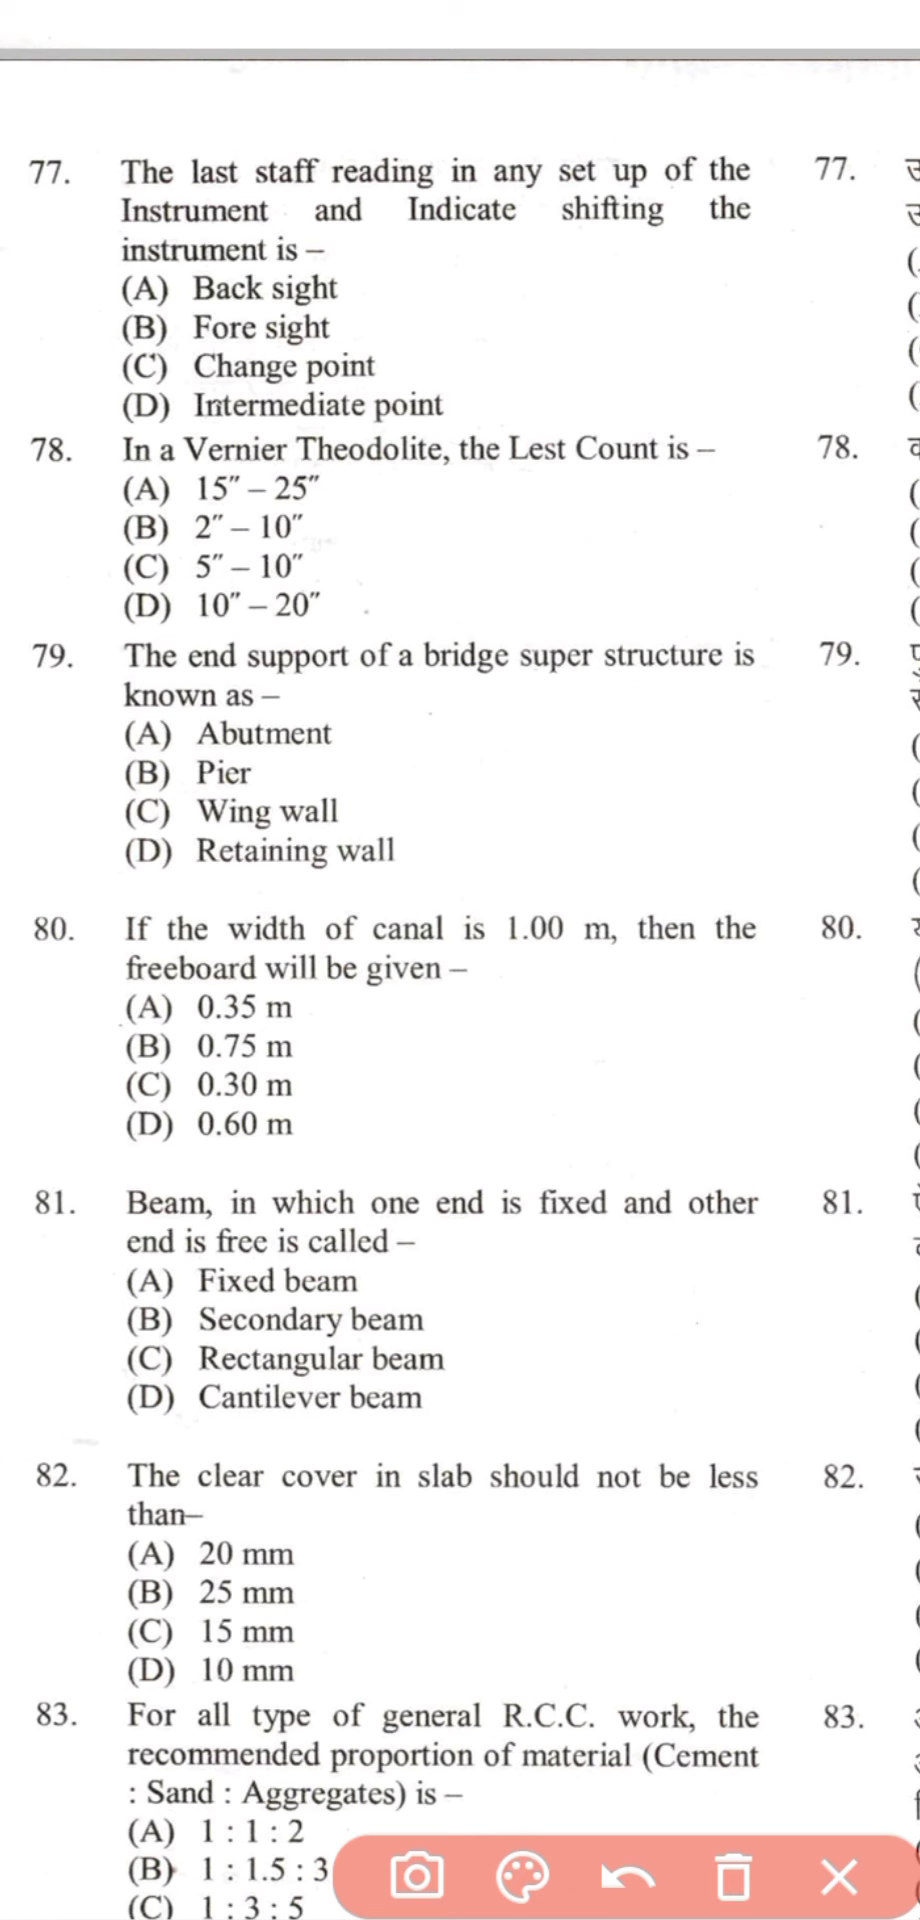 77. The last staff reading in any set up of the
Instrument and Indicate shifting the
instrument is –
(A) Back sight
(B) Fore sight
(C) Change point
(D) Intermediate point
78. In a Vernier Theodolite, the Lest Count is –
(A) 15″ – 25″
(B) 2″ – 10″
(C) 5″ – 10″
(D) 10″ – 20″
79. The end support of a bridge super structure is
known as –
(A) Abutment
(B) Pier
(C) Wing wall
(D) Retaining wall
80. If the width of canal is 1.00 m, then the
freeboard will be given –
(A) 0.35 m
(B) 0.75 m
(C) 0.30 m
(D) 0.60 m
81. Beam, in which one end is fixed and other
end is free is called –
(A) Fixed beam
(B) Secondary beam
(C) Rectangular beam
(D) Cantilever beam
82. The clear cover in slab should not be less
than–
(A) 20 mm
(B) 25 mm
(C) 15 mm
(D) 10 mm
83. For all type of general R.C.C. work, the
recommended proportion of material (Cement
: Sand : Aggregates) is –
(A) 1 : 1 : 2
(B) 1 : 1.5 : 3
(C) 1 : 3 : 5
77.
78.
79.
80.
81.
82.
83.